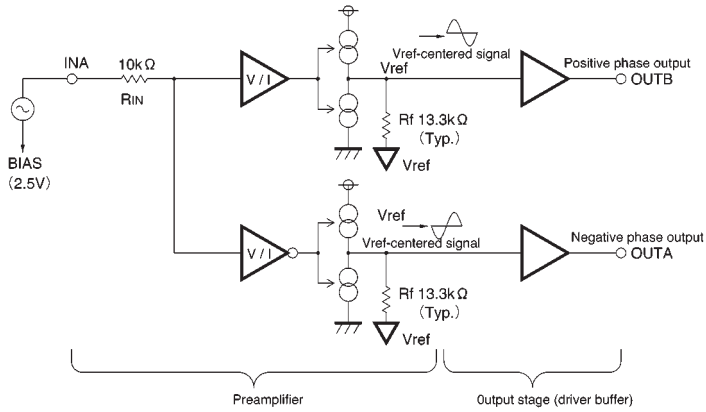 INA
10kΩ
RIN
BIAS
(2.5V)
V / I
Vref-centered signal
Vref
Rf 13.3kΩ
(Typ.)
Vref
Positive phase output
OUTB
V / I
Vref
Vref-centered signal
Rf 13.3kΩ
(Typ.)
Vref
Negative phase output
OUTA
Preamplifier
Output stage (driver buffer)